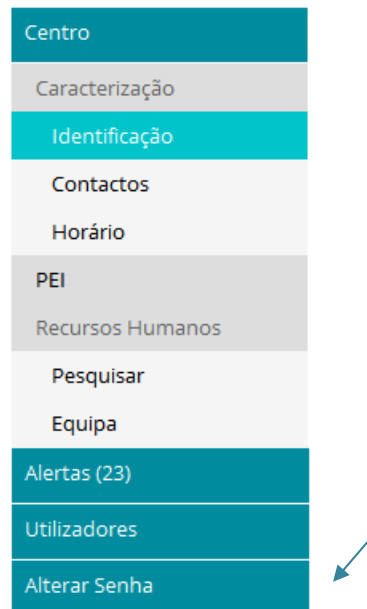 Centro
Caracterização
Identificação
Contactos
Horário
PEI
Recursos Humanos
Pesquisar
Equipa
Alertas (23)
Utilizadores
Alterar Senha